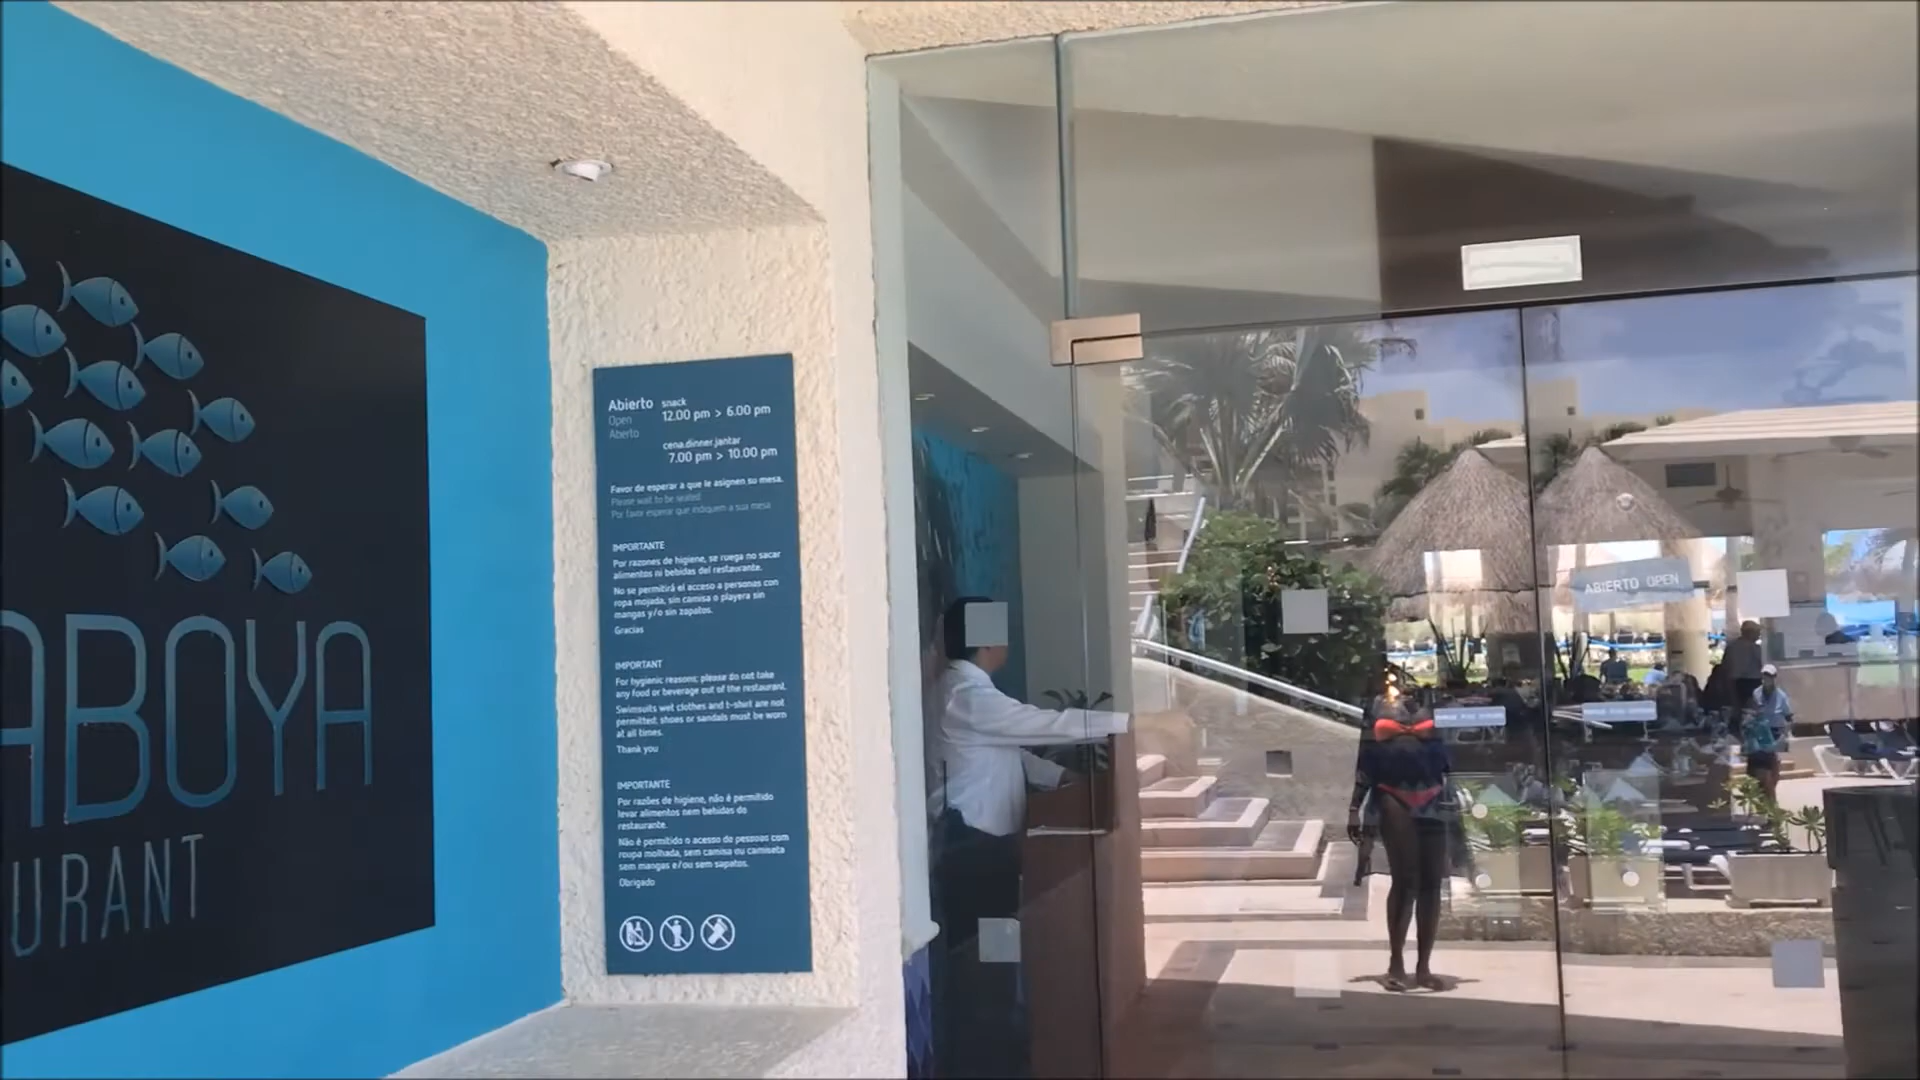 ABOYA
URANT
Abierto snack
Open 12.00 pm > 6.00 pm
Aberto
cena.dinner.jantar
7.00 pm > 10.00 pm
Favor de esperar a que le asignen su mesa.
Please wait to be seated
Por favor esperar que indiquem a sua mesa
IMPORTANTE
Por razones de higiene, se ruega no sacar
alimentos ni bebidas del restaurante.
No se permitirá el acceso a personas con
ropa mojada, sin camisa o playera sin
mangas y/o sin zapatos.
Gracias
IMPORTANT
For hygienic reasons; please do not take
any food or beverage out of the restaurant.
Swimsuits wet clothes and t-shirt are not
permitted; shoes or sandals must be worn
at all times.
Thank you
IMPORTANTE
Por razões de higiene, não é permitido
levar alimentos nem bebidas do
restaurante.
Não é permitido o acesso de pessoas com
roupa molhada, sem camisa ou camiseta
sem mangas e/ou sem sapatos.
Obrigado
ABIERTO OPEN